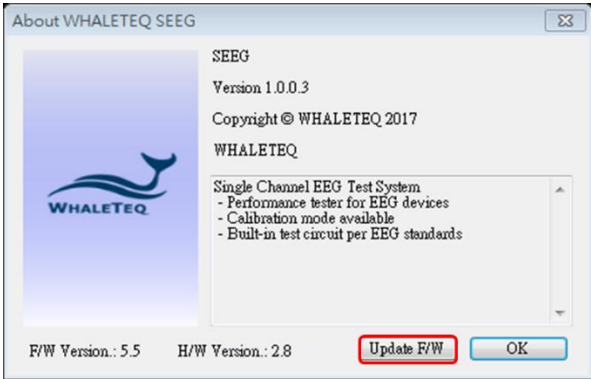 About WHALETEQ SEEG
SEEG
Version 1.0.0.3
Copyright © WHALETEQ 2017
WHALETEQ
WHALETEQ
Single Channel EEG Test System
- Performance tester for EEG devices
- Calibration mode available
- Built-in test circuit per EEG standards
F/W Version.: 5.5
H/W Version.: 2.8
Update F/W
OK